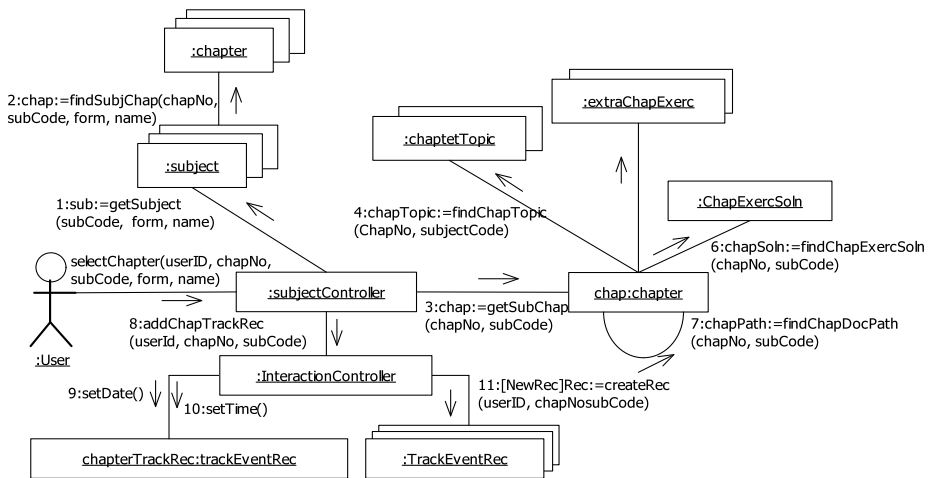 :chapter
:extraChapExerc
2:chap:=findSubjChap(chapNo,
subCode, form, name)
:chaptetTopic
:subject
:ChapExercSoln
1:sub:=getSubject
(subCode, form, name)
4:chapTopic:=findChapTopic
(ChapNo, subjectCode)
6:chapSoln:=findChapExercSoln
(chapNo, subCode)
selectChapter(userID, chapNo,
subCode, form, name)
:subjectController
chap:chapter
3:chap:=getSubChap
(chapNo, subCode)
7:chapPath:=findChapDocPath
(chapNo, subCode)
8:addChapTrackRec
(userId, chapNo, subCode)
:User
:InteractionController
9:setDate()
10:setTime()
11:[NewRec]Rec:=createRec
(userID, chapNosubCode)
chapterTrackRec:trackEventRec
:TrackEventRec